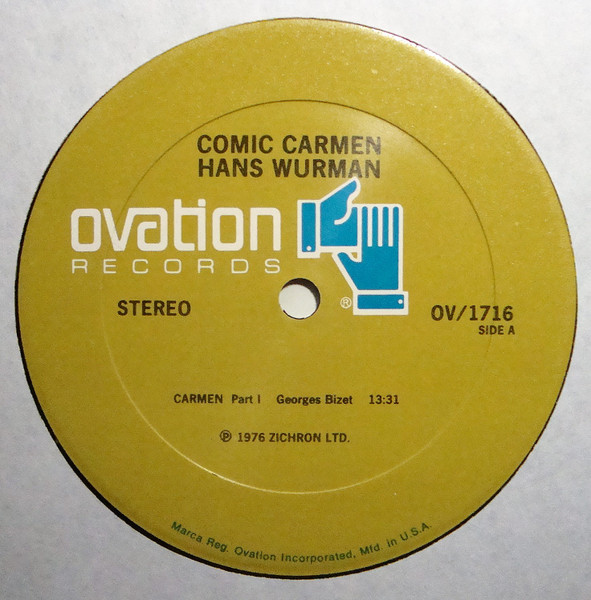 COMIC CARMEN
HANS WURMAN
ovation
RECORDS
®
STEREO
OV/1716
SIDE A
CARMEN Part I Georges Bizet 13:31
℗ 1976 ZICHRON LTD.
Marca Reg. Ovation Incorporated, Mfd. in U.S.A.